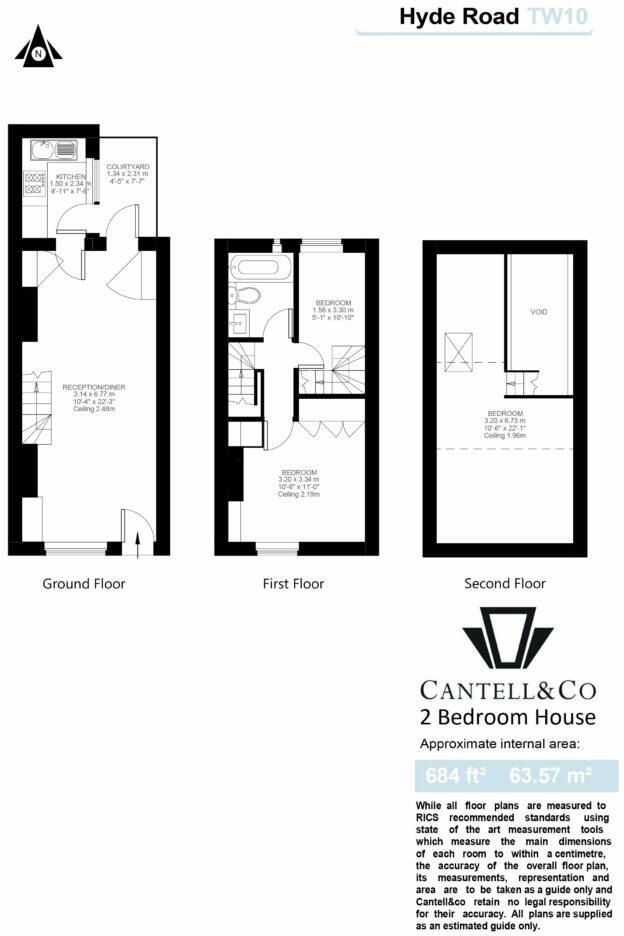 Hyde Road TW10
N
KITCHEN
1.50 x 2.34 m
4'-11" x 7'-8"
COURTYARD
1.34 x 2.31 m
4'-5" x 7'-7"
RECEPTION/DINER
3.14 x 6.77 m
10'-4" x 22'-3"
Ceiling 2.48m
Ground Floor
BEDROOM
1.56 x 3.30 m
5'-1" x 10'-10"
BEDROOM
3.20 x 3.34 m
10'-6" x 11'-0"
Ceiling 2.19m
First Floor
VOID
BEDROOM
3.20 x 6.73 m
10'-6" x 22'-1"
Ceiling 1.96m
Second Floor
CANTELL&CO
2 Bedroom House
Approximate internal area:
684 ft² 63.57 m²
While all floor plans are measured to
RICS recommended standards using
state of the art measurement tools
which measure the main dimensions
of each room to within a centimetre,
the accuracy of the overall floor plan,
its measurements, representation and
area are to be taken as a guide only and
Cantell&co retain no legal responsibility
for their accuracy. All plans are supplied
as an estimated guide only.